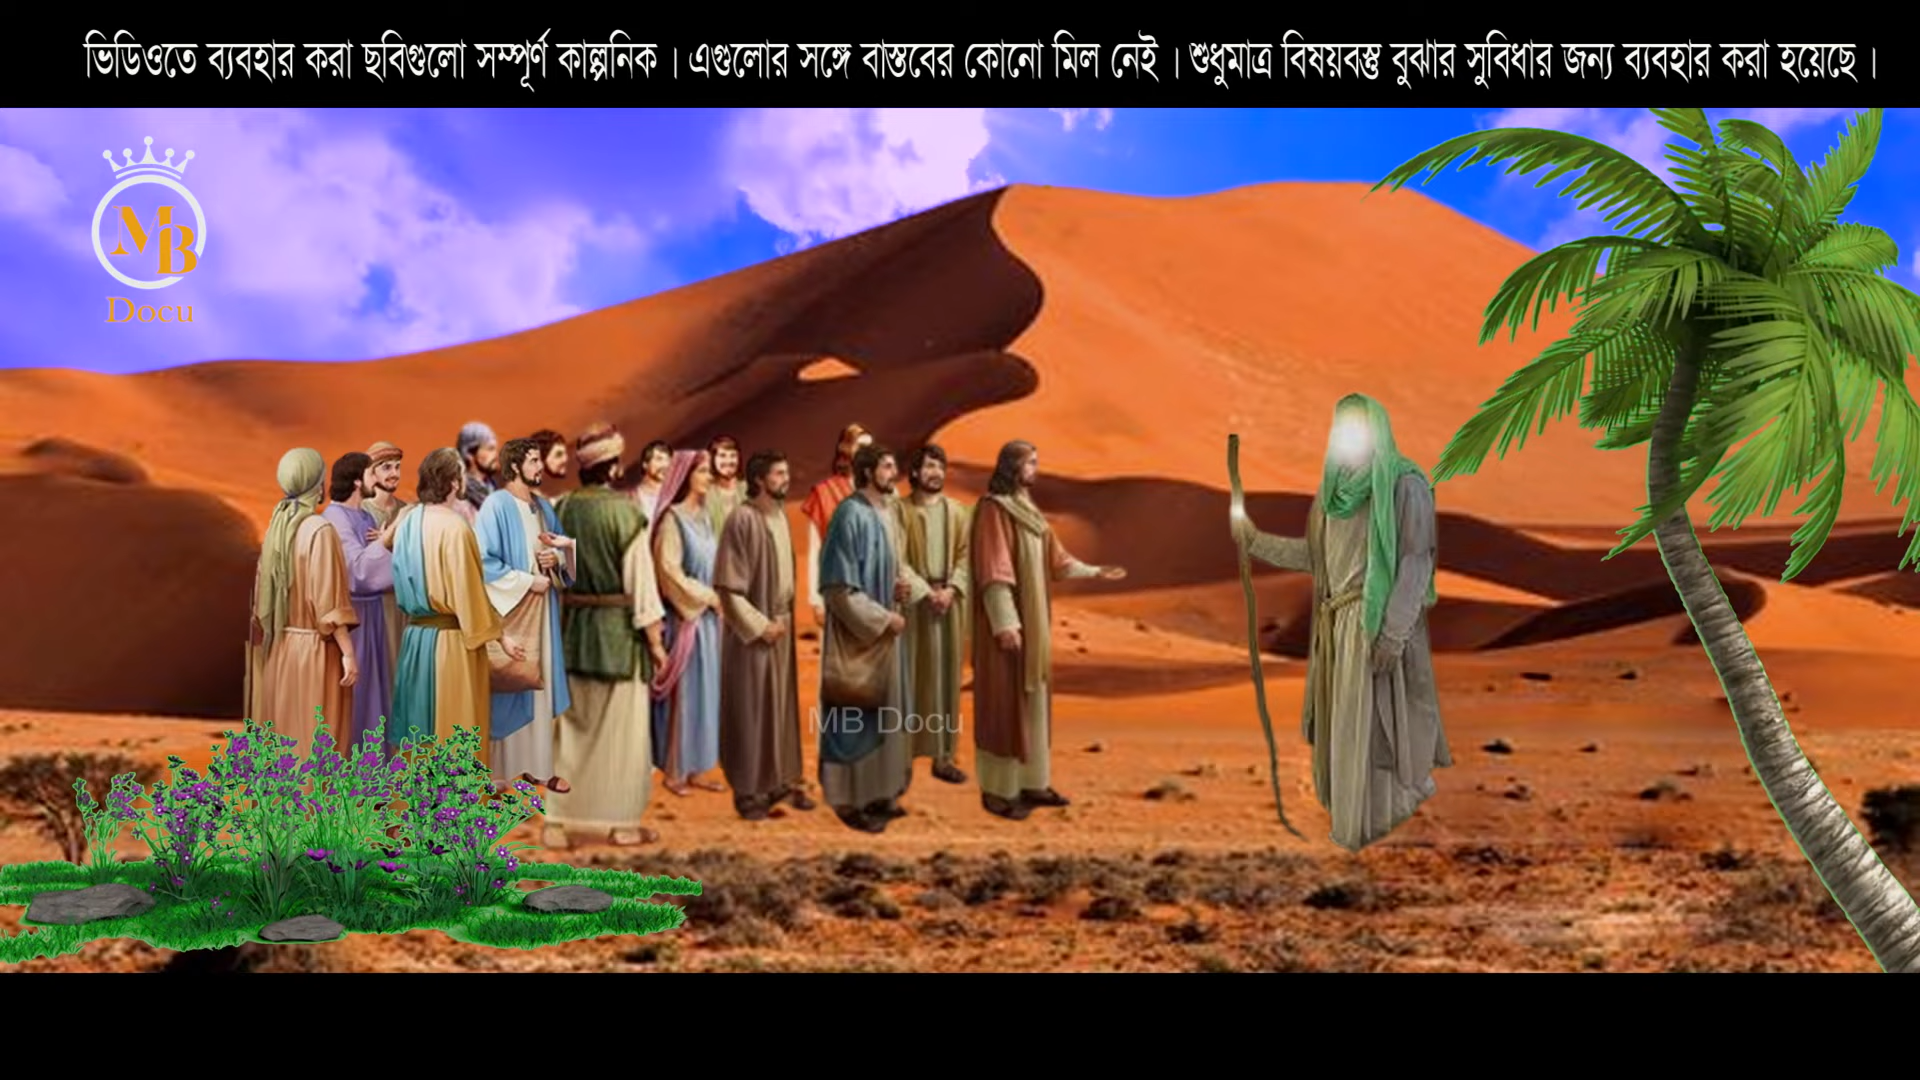 ভিডিওতে ব্যবহার করা ছবিগুলো সম্পূর্ণ কাল্পনিক । এগুলোর সঙ্গে বাস্তবের কোনো মিল নেই । শুধুমাত্র বিষয়বস্তু বুঝার সুবিধার জন্য ব্যবহার করা হয়েছে ।
MB
Docu
MB Docu